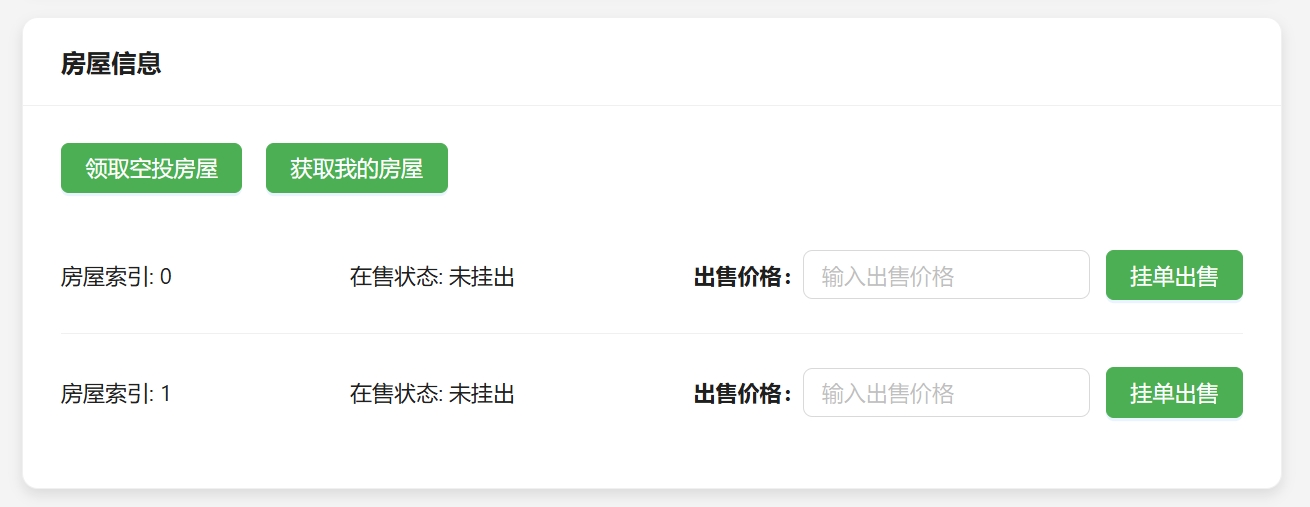 房屋信息
领取空投房屋 获取我的房屋
房屋索引: 0 在售状态: 未挂出 出售价格: 输入出售价格 挂单出售
房屋索引: 1 在售状态: 未挂出 出售价格: 输入出售价格 挂单出售